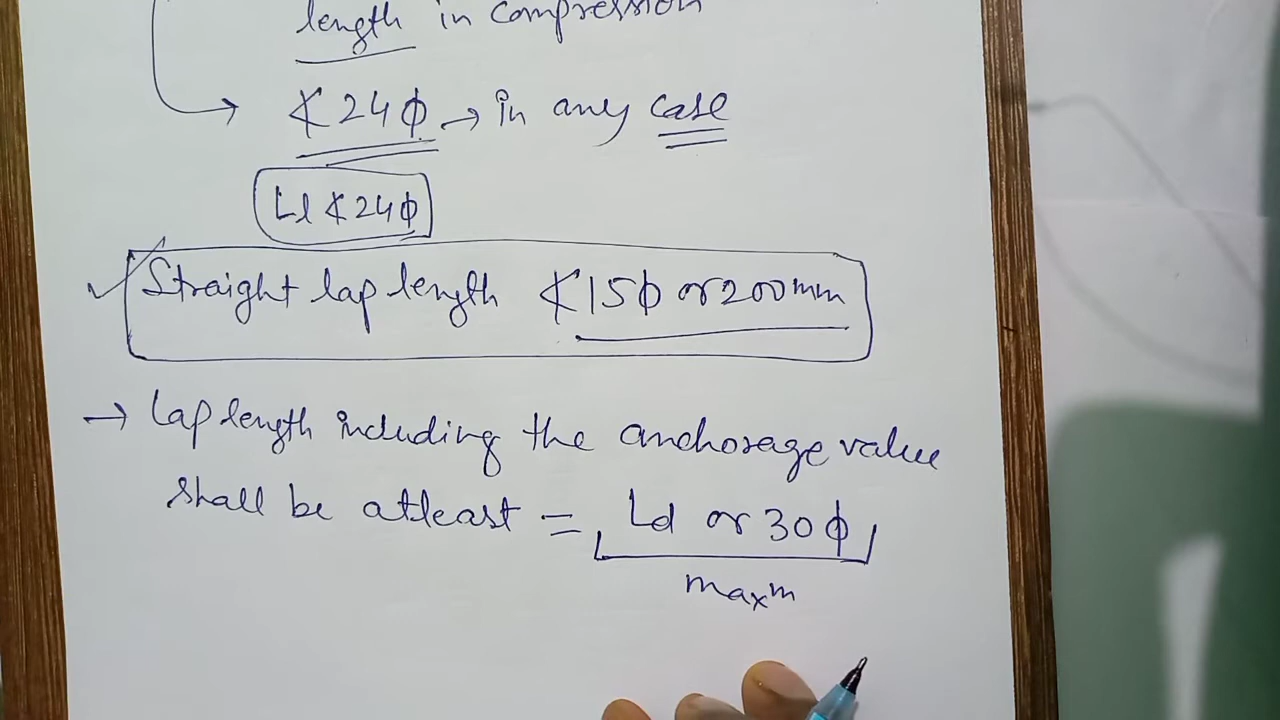 length in compression
≮ 24ϕ → in any case
Ll ≮ 24ϕ
Straight lap length ≮ 15ϕ or 200mm
→ Lap length including the anchorage value
shall be atleast = Ld or 30ϕ
maxᵐ